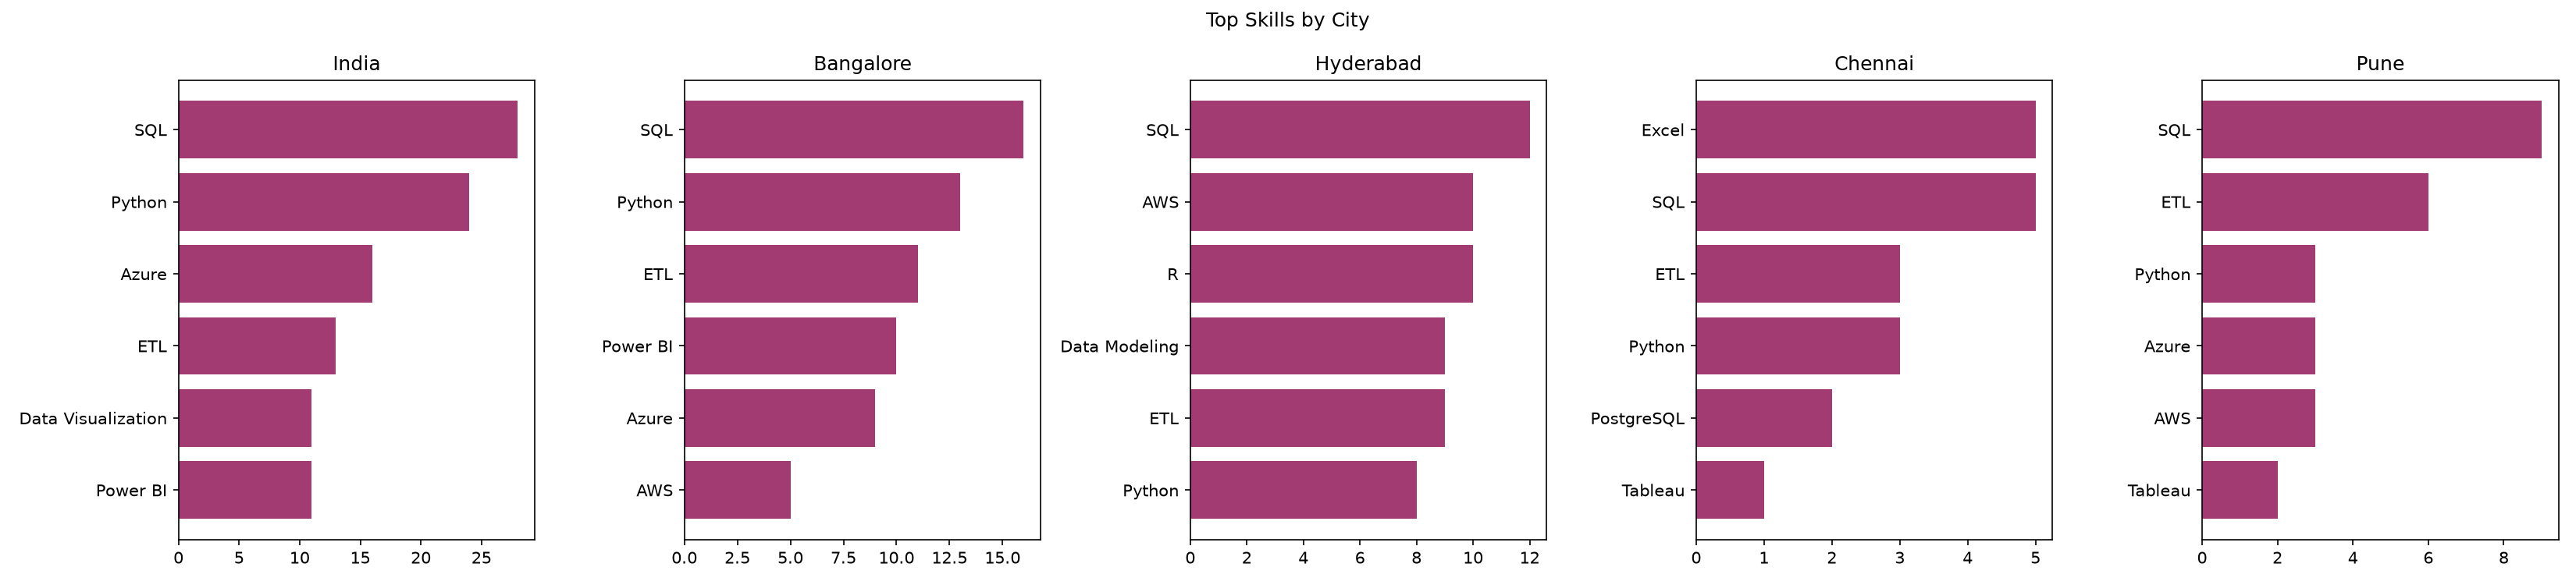 Top Skills by City
India
SQL
Python
Azure
ETL
Data Visualization
Power BI
0 5 10 15 20 25
Bangalore
SQL
Python
ETL
Power BI
Azure
AWS
0.0 2.5 5.0 7.5 10.0 12.5 15.0
Hyderabad
SQL
AWS
R
Data Modeling
ETL
Python
0 2 4 6 8 10 12
Chennai
Excel
SQL
ETL
Python
PostgreSQL
Tableau
0 1 2 3 4 5
Pune
SQL
ETL
Python
Azure
AWS
Tableau
0 2 4 6 8